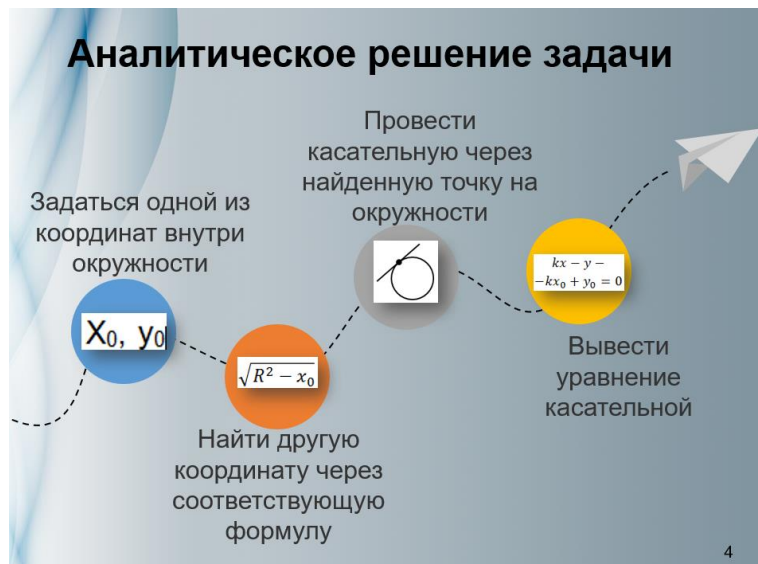 Аналитическое решение задачи
Задаться одной из
координат внутри
окружности
X₀, y₀
√(R² − x₀)
Найти другую
координату через
соответствующую
формулу
Провести
касательную через
найденную точку на
окружности
kx − y −
−kx₀ + y₀ = 0
Вывести
уравнение
касательной
4